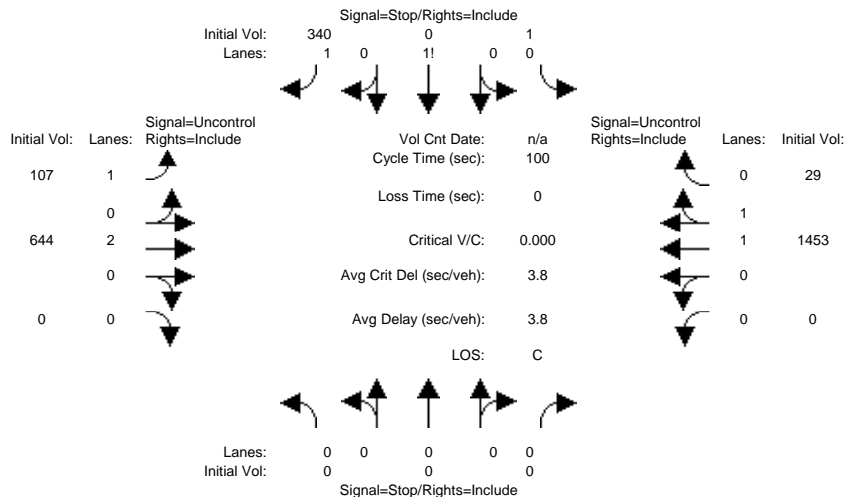 Signal=Stop/Rights=Include
Initial Vol: 340 0 1
Lanes: 1 0 1! 0 0
Signal=Uncontrol Signal=Uncontrol
Initial Vol: Lanes: Rights=Include Vol Cnt Date: n/a Rights=Include Lanes: Initial Vol:
Cycle Time (sec): 100
107 1 0 29
Loss Time (sec): 0
0 1
644 2 Critical V/C: 0.000 1 1453
0 Avg Crit Del (sec/veh): 3.8 0
0 0 Avg Delay (sec/veh): 3.8 0 0
LOS: C
Lanes: 0 0 0 0 0
Initial Vol: 0 0 0
Signal=Stop/Rights=Include